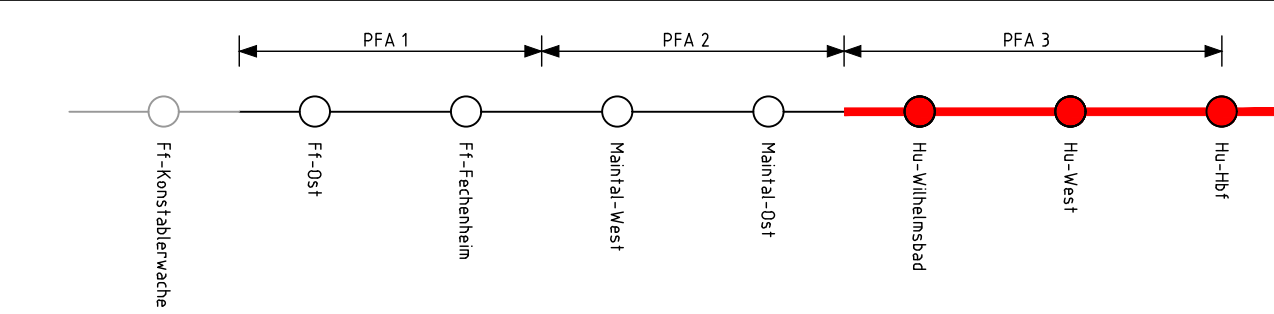 PFA 1
PFA 2
PFA 3
Ff-Konstablerwache
Ff-Ost
Ff-Fechenheim
Maintal-West
Maintal-Ost
Hu-Wilhelmsbad
Hu-West
Hu-Hbf